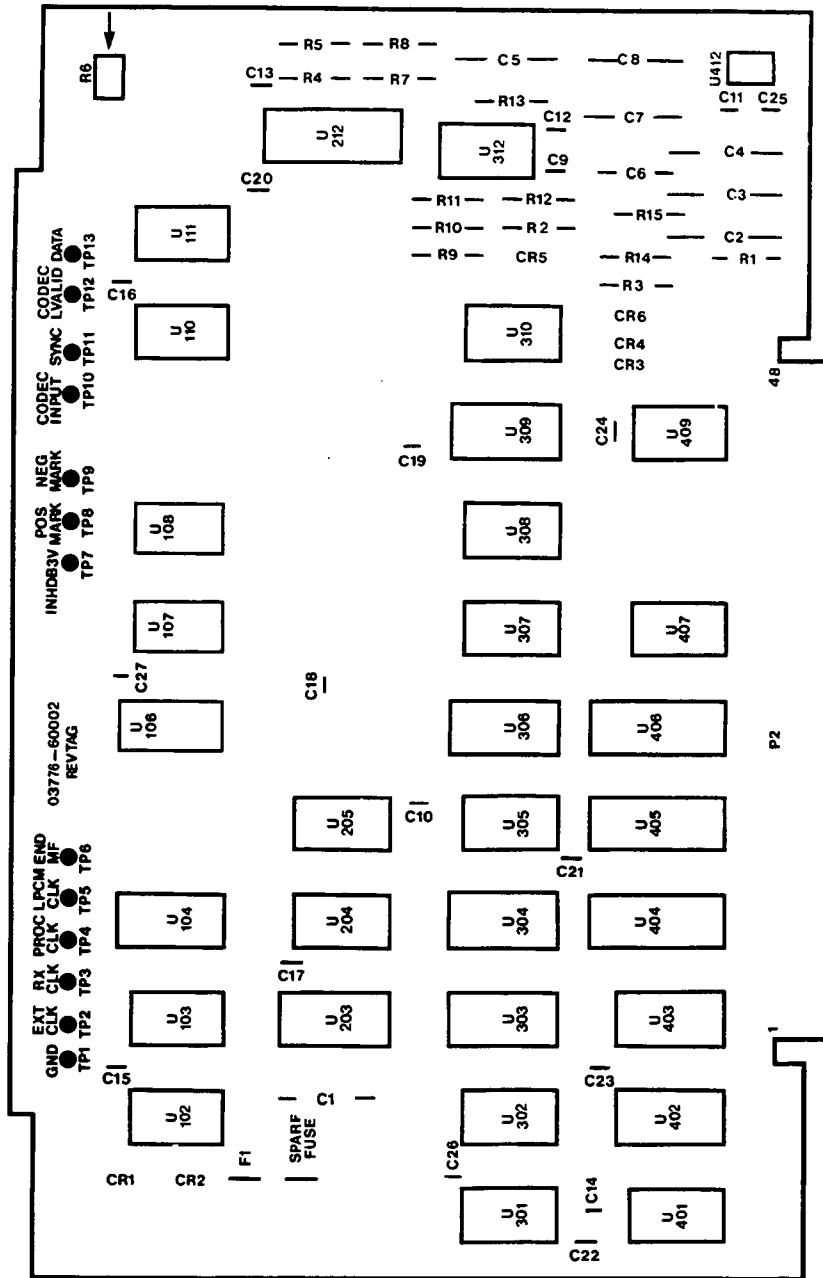 R6
R5
R8
C5
C8
U412
C13
R4
R7
R13
C11
C25
U
212
C12
C7
U
312
C4
C20
C9
C6
C3
U
111
R11
R12
R15
R10
R2
C2
R9
CR5
R14
R1
R3
DATA
TP13
CODEC
LVALID
TP12
C16
SYNC
TP11
U
110
CODEC
INPUT
TP10
U
310
CR6
CR4
CR3
48
NEG
MARK
TP9
C19
U
309
C24
U
409
POS
MARK
TP8
U
108
U
308
INHDB3V
TP7
U
107
U
307
U
407
C27
C18
03776-60002
REV TAG
U
106
U
306
U
406
P2
END
MF
TP6
U
205
C10
U
305
U
405
C21
LPCM
CLK
TP5
PROC
CLK
TP4
U
104
U
204
U
304
U
404
RX
CLK
TP3
C17
EXT
CLK
TP2
U
103
U
203
U
303
U
403
1
GND
TP1
C15
C23
C1
U
102
U
302
U
402
CR1
CR2
F1
SPARE
FUSE
C26
U
301
C14
U
401
C22